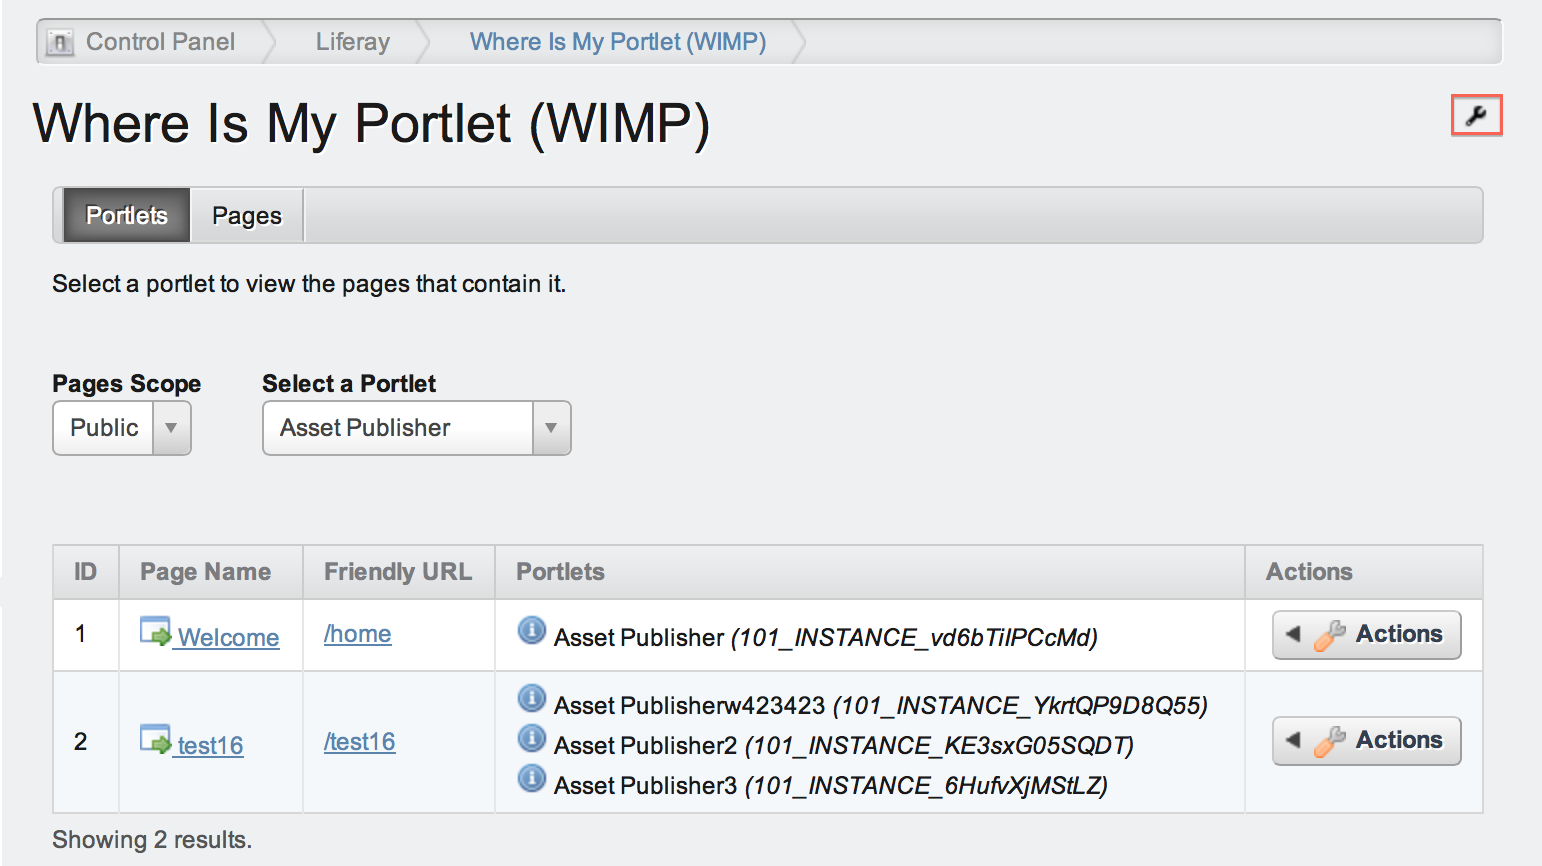 Control Panel Liferay Where Is My Portlet (WIMP)
Where Is My Portlet (WIMP)
Portlets Pages
Select a portlet to view the pages that contain it.
Pages Scope Select a Portlet
Public Asset Publisher
ID Page Name Friendly URL Portlets Actions
1 Welcome /home Asset Publisher (101_INSTANCE_vd6bTiIPCcMd) Actions
Asset Publisherw423423 (101_INSTANCE_YkrtQP9D8Q55)
2 test16 /test16 Asset Publisher2 (101_INSTANCE_KE3sxG05SQDT) Actions
Asset Publisher3 (101_INSTANCE_6HufvXjMStLZ)
Showing 2 results.